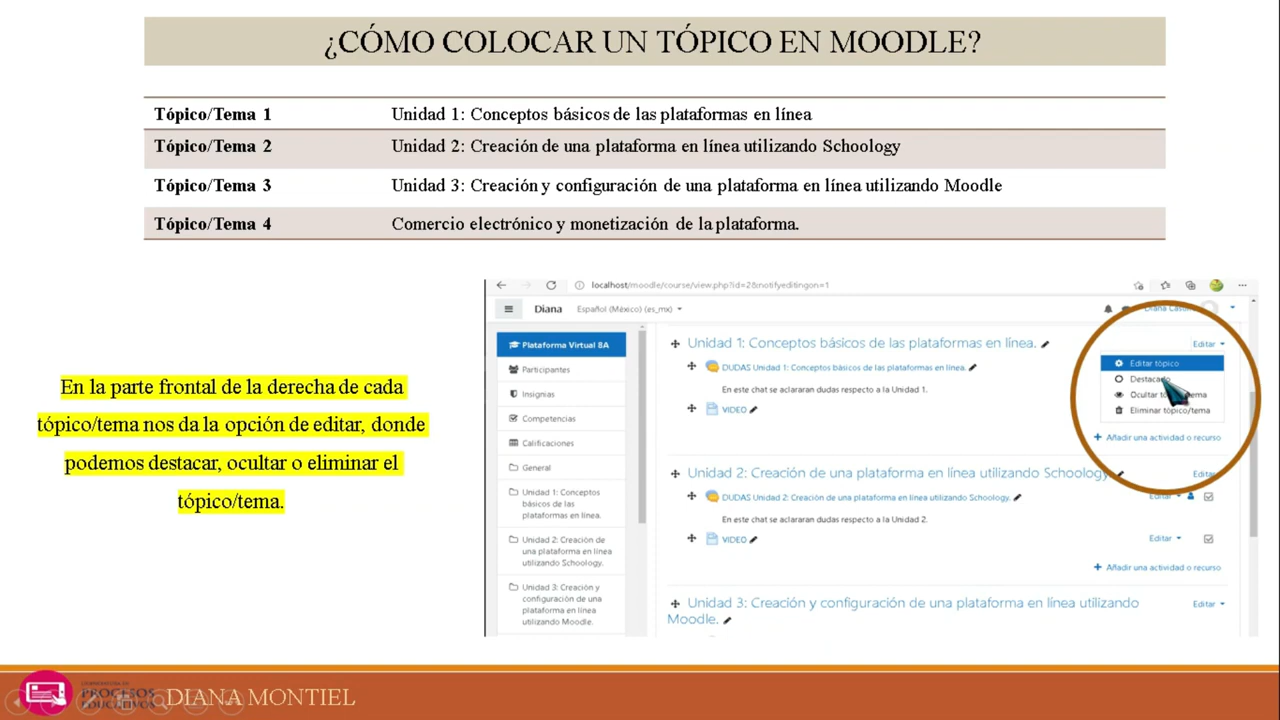 ¿CÓMO COLOCAR UN TÓPICO EN MOODLE?
Tópico/Tema 1 Unidad 1: Conceptos básicos de las plataformas en línea
Tópico/Tema 2 Unidad 2: Creación de una plataforma en línea utilizando Schoology
Tópico/Tema 3 Unidad 3: Creación y configuración de una plataforma en línea utilizando Moodle
Tópico/Tema 4 Comercio electrónico y monetización de la plataforma.
En la parte frontal de la derecha de cada
tópico/tema nos da la opción de editar, donde
podemos destacar, ocultar o eliminar el
tópico/tema.
localhost/moodle/course/view.php?id=2&notifyediting=1
Diana Español (México) (es_mx)
Plataforma Virtual 8A
Participantes
Insignias
Competencias
Calificaciones
General
Unidad 1: Conceptos
básicos de las
plataformas en línea.
Unidad 2: Creación de
una plataforma en línea
utilizando Schoology.
Unidad 3: Creación y
configuración de una
plataforma en línea
utilizando Moodle.
Unidad 1: Conceptos básicos de las plataformas en línea.
Editar
DUDAS Unidad 1: Conceptos básicos de las plataformas en línea.
En este chat se aclararan dudas respecto a la Unidad 1.
VIDEO
Editar tópico
Destacado
Eliminar tópico/tema
Añadir una actividad o recurso
Unidad 2: Creación de una plataforma en línea utilizando Schoology
Editar
DUDAS Unidad 2: Creación de una plataforma en línea utilizando Schoology.
Editar
En este chat se aclararan dudas respecto a la Unidad 2.
VIDEO
Editar
Añadir una actividad o recurso
Unidad 3: Creación y configuración de una plataforma en línea utilizando
Moodle.
Editar
PROCESOS
EDUCATIVOS
DIANA MONTIEL